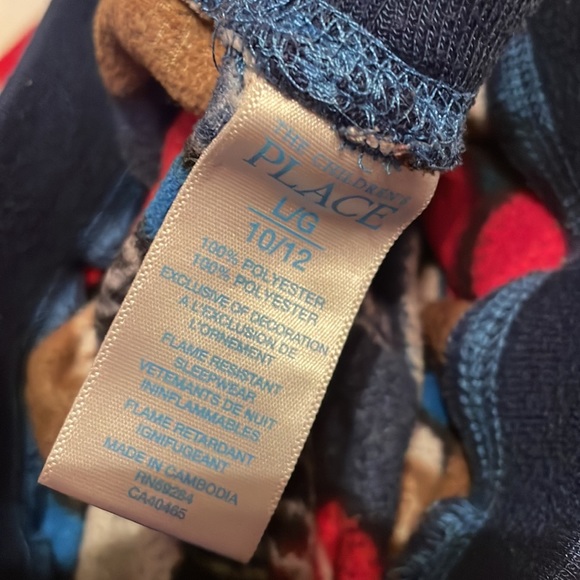 THE CHILDREN'S
PLACE
L/G
10/12
100% POLYESTER
100% POLYESTER
EXCLUSIVE OF DECORATION
A L'EXCLUSION DE
L'ORNEMENT
FLAME RESISTANT
SLEEPWEAR
VETEMENTS DE NUIT
ININFLAMMABLES
FLAME RETARDANT
IGNIFUGEANT
MADE IN CAMBODIA
RN69284
CA40465